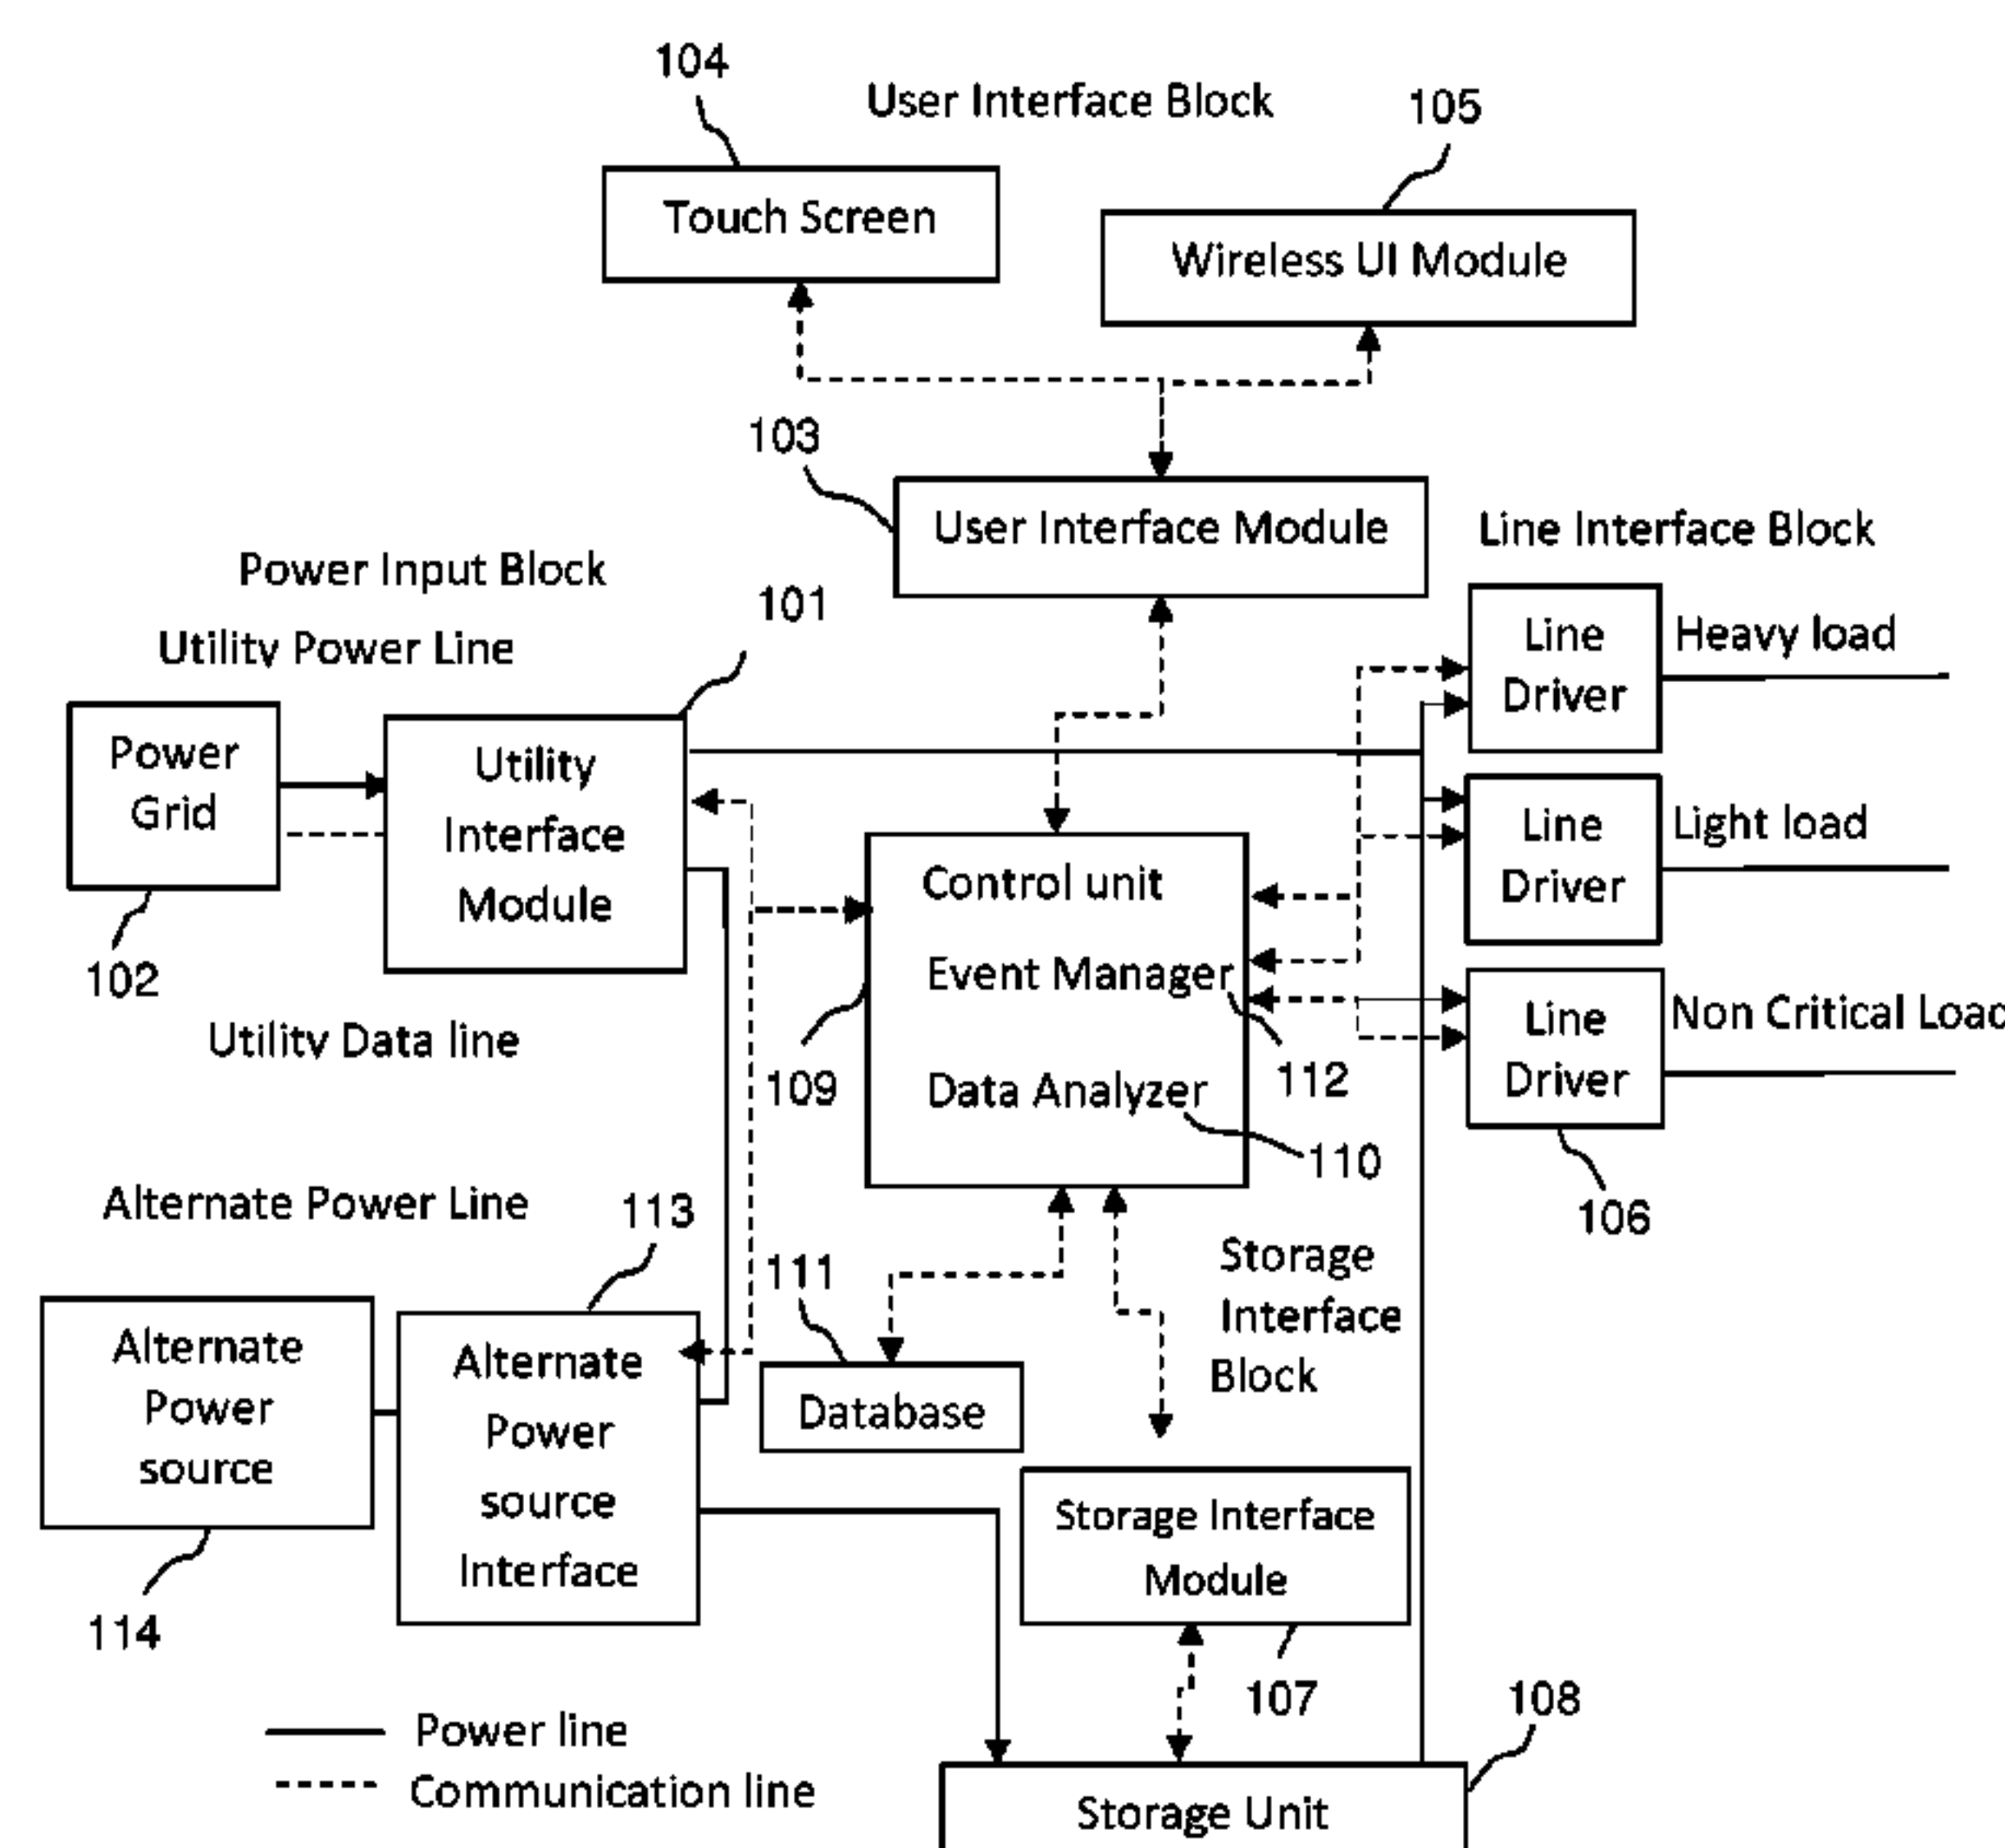 104
User Interface Block
105
Touch Screen
Wireless UI Module
103
User Interface Module
Line Interface Block
Power Input Block
101
Utility Power Line
Line
Driver
Heavy load
Power
Grid
Utility
Interface
Module
Line
Driver
Light load
Control unit
Event Manager
Data Analyzer
102
Utility Data line
109
112
110
Line
Driver
Non Critical Load
106
Alternate Power Line
113
111
Storage
Interface
Block
Alternate
Power
source
Alternate
Power
source
Interface
Database
Storage Interface
Module
114
107
108
Power line
Communication line
Storage Unit